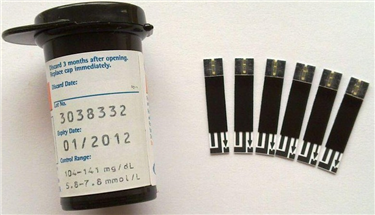 Discard 3 months after opening.
Replace cap immediately.
Discard Date:
Lot No.
3038332
Expiry Date:
01/2012
Control Range:
104-141 mg/dL
5.8-7.8 mmol/L